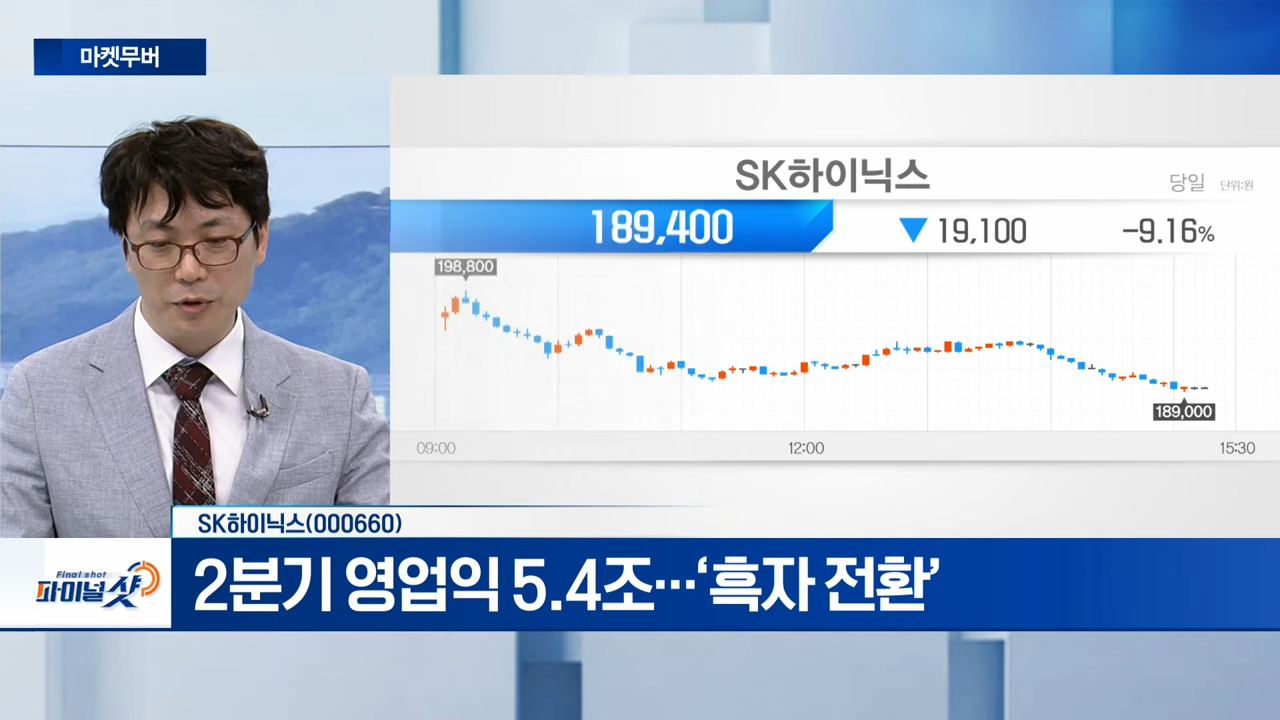 마켓무버
SK하이닉스
당일 단위:원
189,400 ▼ 19,100 -9.16%
198,800
189,000
09:00 12:00 15:30
SK하이닉스(000660)
Final shot
파이널샷
2분기 영업익 5.4조…‘흑자 전환’